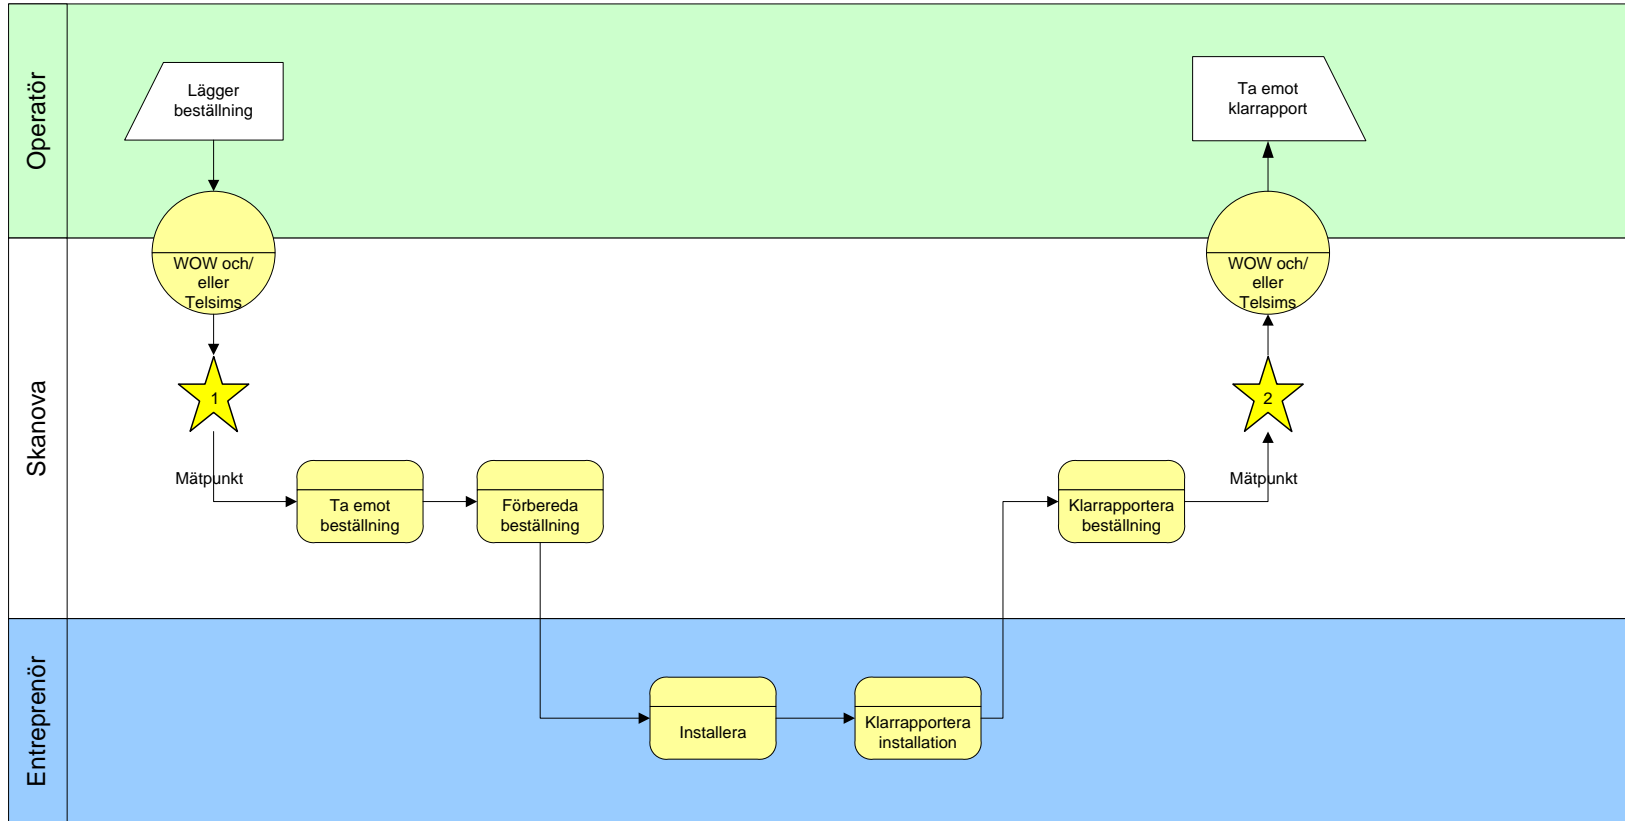 Operatör
Lägger
beställning
Ta emot
klarrapport
WOW och/
eller
Telsims
WOW och/
eller
Telsims
Skanova
1
2
Mätpunkt
Mätpunkt
Ta emot
beställning
Förbereda
beställning
Klarrapportera
beställning
Entreprenör
Installera
Klarrapportera
installation